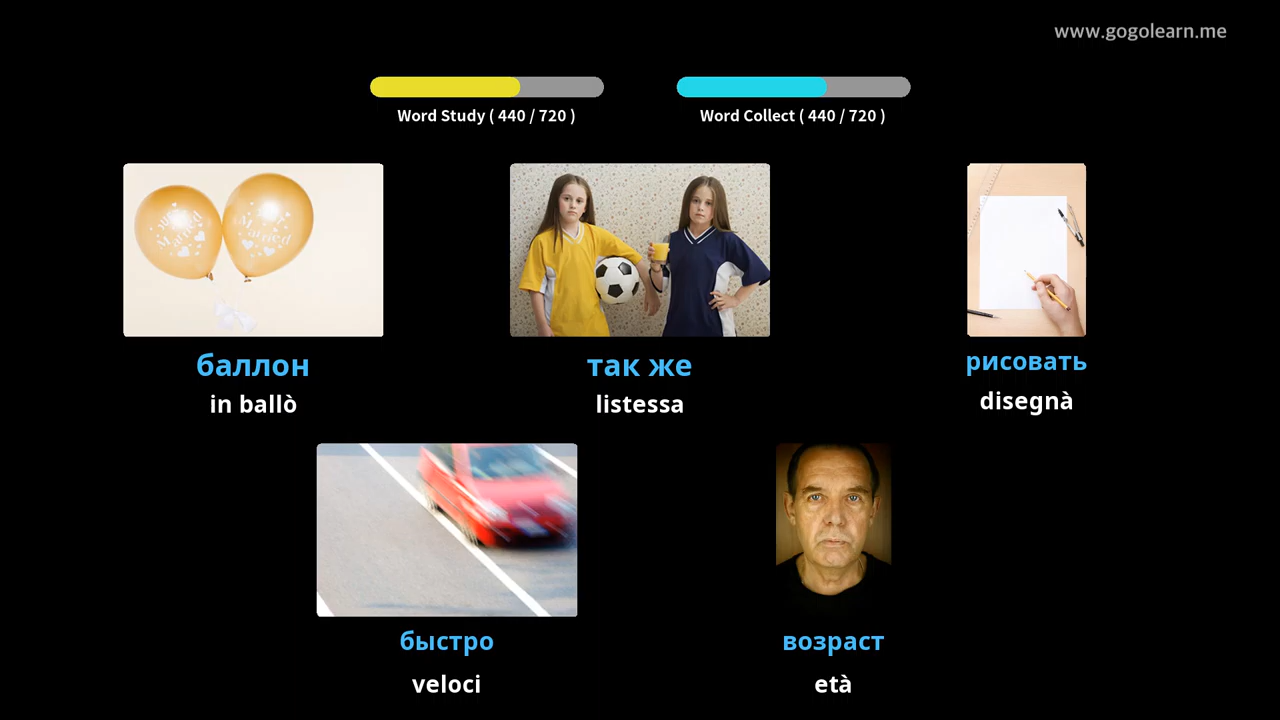 www.gogolearn.me
Word Study ( 440 / 720 )
Word Collect ( 440 / 720 )
баллон
in ballò
так же
listessa
рисовать
disegnà
быстро
veloci
возраст
età